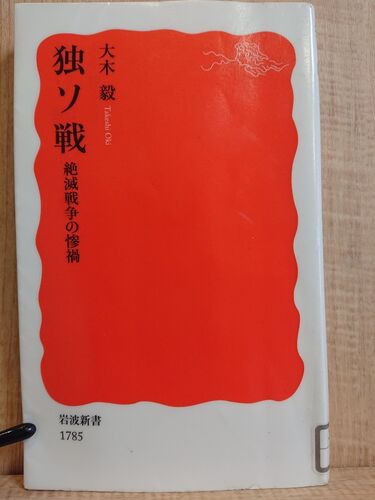 大木 毅
Takeshi Oki
独ソ戦
絶滅戦争の惨禍
岩波新書
1785